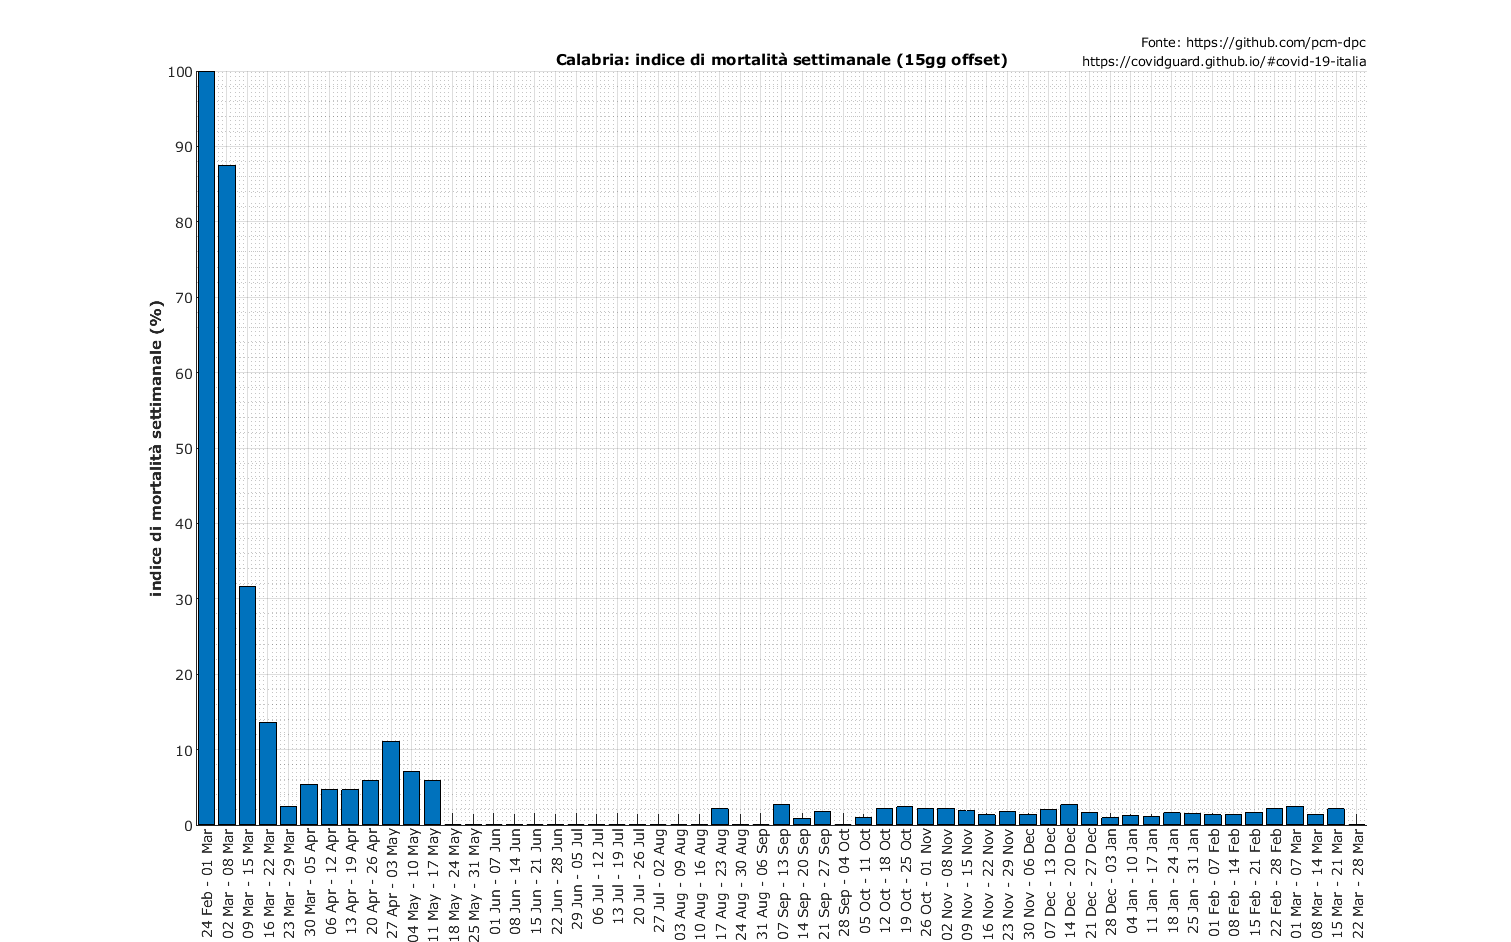 Fonte: https://github.com/pcm-dpc
Calabria: indice di mortalità settimanale (15gg offset)
https://covidguard.github.io/#covid-19-italia
indice di mortalità settimanale (%)
100
90
80
70
60
50
40
30
20
10
0
24 Feb - 01 Mar
02 Mar - 08 Mar
09 Mar - 15 Mar
16 Mar - 22 Mar
23 Mar - 29 Mar
30 Mar - 05 Apr
06 Apr - 12 Apr
13 Apr - 19 Apr
20 Apr - 26 Apr
27 Apr - 03 May
04 May - 10 May
11 May - 17 May
18 May - 24 May
25 May - 31 May
01 Jun - 07 Jun
08 Jun - 14 Jun
15 Jun - 21 Jun
22 Jun - 28 Jun
29 Jun - 05 Jul
06 Jul - 12 Jul
13 Jul - 19 Jul
20 Jul - 26 Jul
27 Jul - 02 Aug
03 Aug - 09 Aug
10 Aug - 16 Aug
17 Aug - 23 Aug
24 Aug - 30 Aug
31 Aug - 06 Sep
07 Sep - 13 Sep
14 Sep - 20 Sep
21 Sep - 27 Sep
28 Sep - 04 Oct
05 Oct - 11 Oct
12 Oct - 18 Oct
19 Oct - 25 Oct
26 Oct - 01 Nov
02 Nov - 08 Nov
09 Nov - 15 Nov
16 Nov - 22 Nov
23 Nov - 29 Nov
30 Nov - 06 Dec
07 Dec - 13 Dec
14 Dec - 20 Dec
21 Dec - 27 Dec
28 Dec - 03 Jan
04 Jan - 10 Jan
11 Jan - 17 Jan
18 Jan - 24 Jan
25 Jan - 31 Jan
01 Feb - 07 Feb
08 Feb - 14 Feb
15 Feb - 21 Feb
22 Feb - 28 Feb
01 Mar - 07 Mar
08 Mar - 14 Mar
15 Mar - 21 Mar
22 Mar - 28 Mar